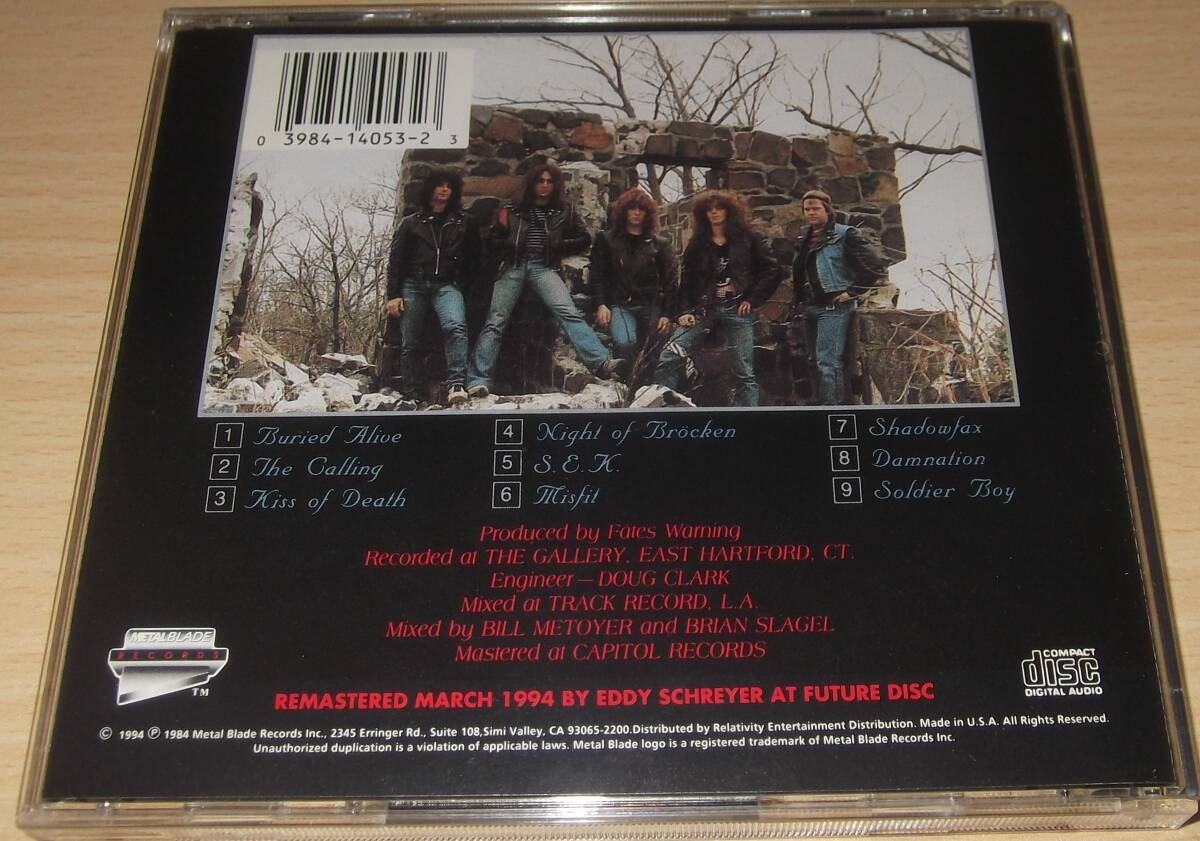 0 3984-14053-2 3
1 Buried Alive
2 The Calling
3 Kiss of Death
4 Night of Bröcken
5 S.E.K.
6 Misfit
7 Shadowfax
8 Damnation
9 Soldier Boy
Produced by Fates Warning
Recorded at THE GALLERY, EAST HARTFORD, CT.
Engineer — DOUG CLARK
Mixed at TRACK RECORD, L.A.
Mixed by BILL METOYER and BRIAN SLAGEL
Mastered at CAPITOL RECORDS
METAL BLADE
RECORDS
TM
COMPACT
disc
DIGITAL AUDIO
REMASTERED MARCH 1994 BY EDDY SCHREYER AT FUTURE DISC
© 1994 ℗ 1984 Metal Blade Records Inc., 2345 Erringer Rd., Suite 108,Simi Valley, CA 93065-2200.Distributed by Relativity Entertainment Distribution. Made in U.S.A. All Rights Reserved.
Unauthorized duplication is a violation of applicable laws. Metal Blade logo is a registered trademark of Metal Blade Records Inc.